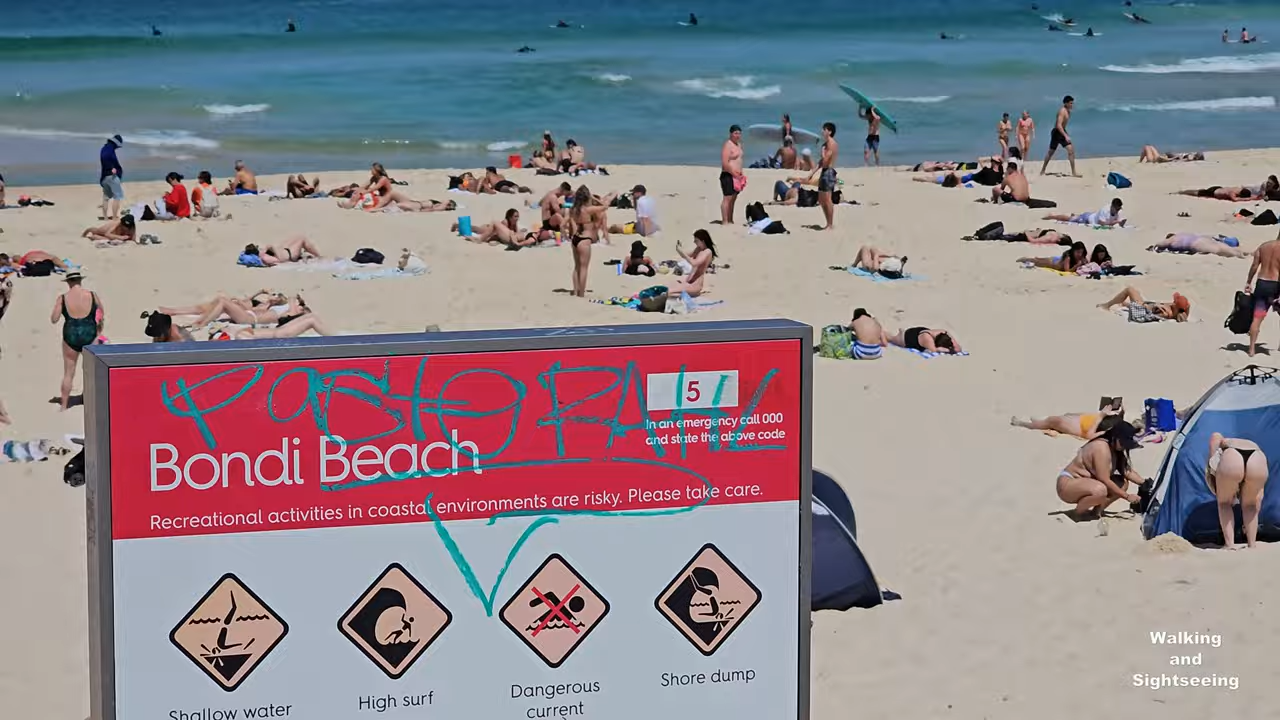 5
In an emergency call 000
and state the above code
Bondi Beach
Recreational activities in coastal environments are risky. Please take care.
Shallow water
High surf
Dangerous
current
Shore dump
Walking
and
Sightseeing